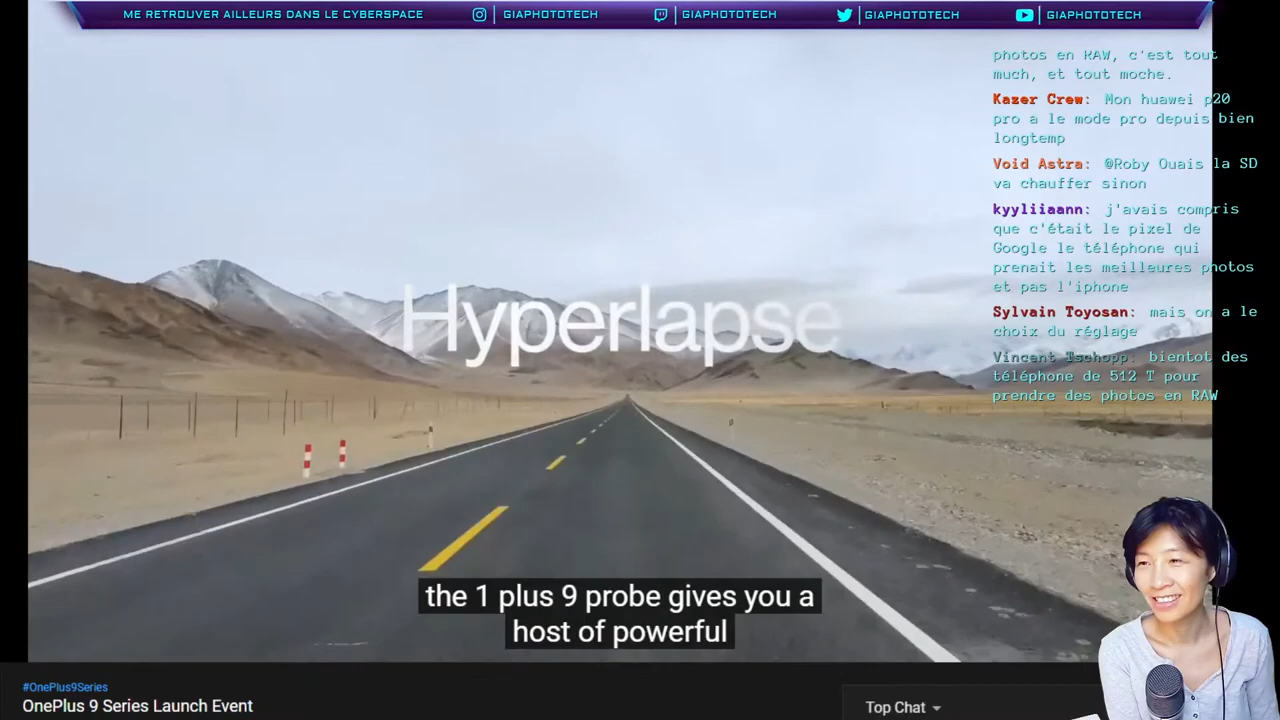 ME RETROUVER AILLEURS DANS LE CYBERSPACE GIAPHOTOTECH GIAPHOTOTECH GIAPHOTOTECH GIAPHOTOTECH
photos en RAW, c'est tout
much, et tout moche.
Kazer Crew: Mon huawei p20
pro a le mode pro depuis bien
longtemp
Void Astra: @Roby Ouais la SD
va chauffer sinon
kyyliiaann: j'avais compris
que c'était le pixel de
Google le téléphone qui
prenait les meilleures photos
et pas l'iphone
Sylvain Toyosan: mais on a le
choix du réglage
Vincent Tschopp: bientot des
téléphone de 512 T pour
prendre des photos en RAW
Hyperlapse
the 1 plus 9 probe gives you a
host of powerful
#OnePlus9Series
OnePlus 9 Series Launch Event
Top Chat